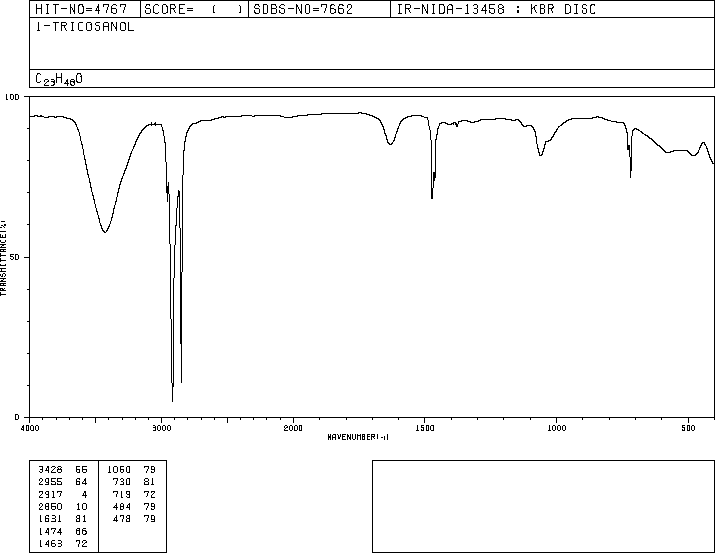 HIT-NO=4767 SCORE= ( ) SDBS-NO=7662 IR-NIDA-13458 : KBR DISC
1-TRICOSANOL
C23H48O
100
50
0
TRANSMITTANCE(%)
4000 3000 2000 1500 1000 500
WAVENUMBER(-1)
3428 66 1060 79
2955 64 730 81
2917 4 719 72
2850 10 484 79
1631 81 478 79
1474 66
1463 72